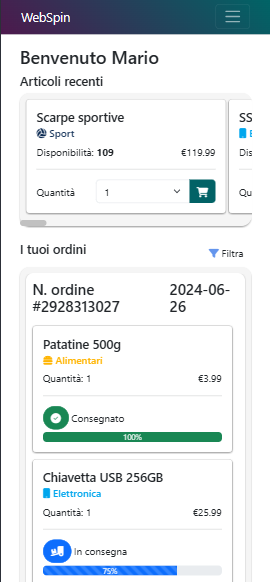 WebSpin
Benvenuto Mario
Articoli recenti
Scarpe sportive
Sport
Disponibilità: 109 €119.99
Quantità 1
SS
E
Dis
Qu
I tuoi ordini
Filtra
N. ordine 2024-06-
#2928313027 26
Patatine 500g
Alimentari
Quantità: 1 €3.99
Consegnato
100%
Chiavetta USB 256GB
Elettronica
Quantità: 1 €25.99
In consegna
75%